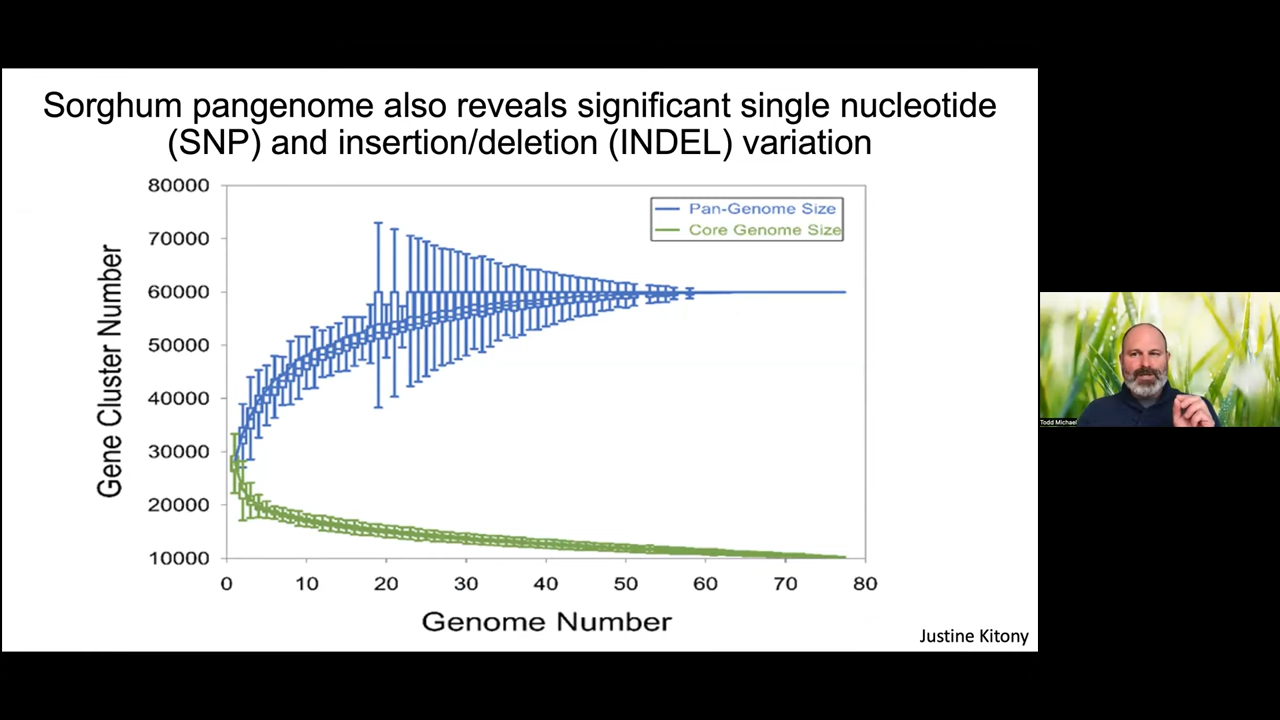 Sorghum pangenome also reveals significant single nucleotide
(SNP) and insertion/deletion (INDEL) variation
80000
70000
60000
50000
40000
30000
20000
10000
Gene Cluster Number
Pan-Genome Size
Core Genome Size
0
10
20
30
40
50
60
70
80
Genome Number
Justine Kitony
Todd Michael